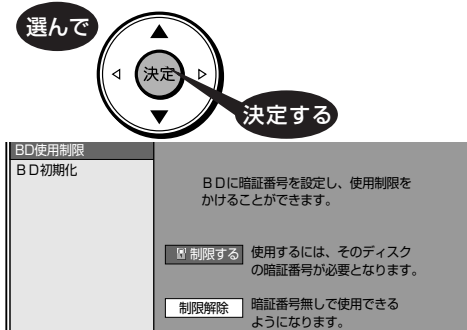 選んで
決定
決定する
BD使用制限
BD初期化
BDに暗証番号を設定し、使用制限を
かけることができます。
制限する
使用するには、そのディスク
の暗証番号が必要となります。
制限解除
暗証番号無しで使用できる
ようになります。